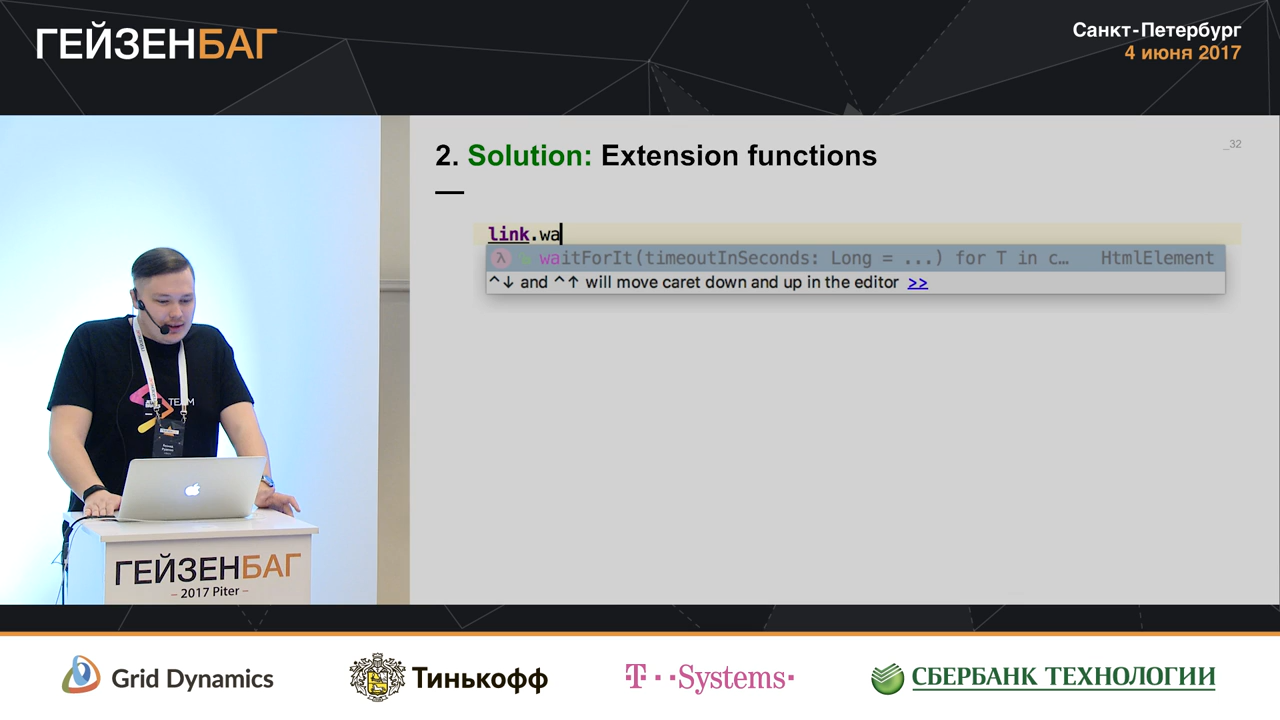 ГЕЙЗЕНБАГ
Санкт-Петербург
4 июня 2017
2. Solution: Extension functions
_32
link.wa
λ waitForIt(timeoutInSeconds: Long = ...) for T in c… HtmlElement
^↓ and ^↑ will move caret down and up in the editor >>
TEAM
ГЕЙЗЕНБАГ
- 2017 Piter -
Grid Dynamics
Тинькофф
T··Systems·
СБЕРБАНК ТЕХНОЛОГИИ